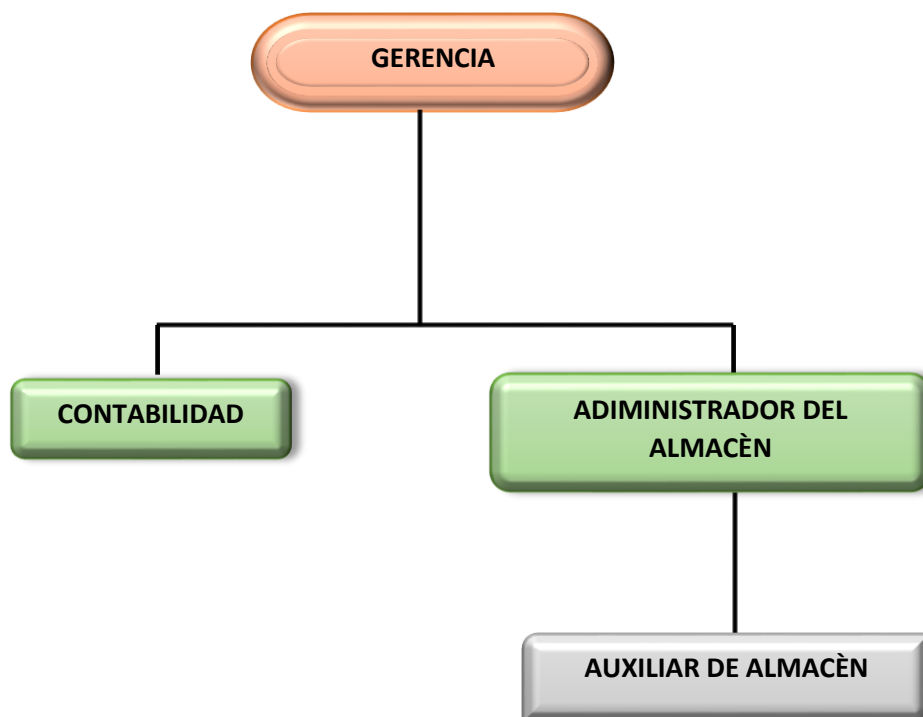 GERENCIA
CONTABILIDAD
ADIMINISTRADOR DEL
ALMACÈN
AUXILIAR DE ALMACÈN